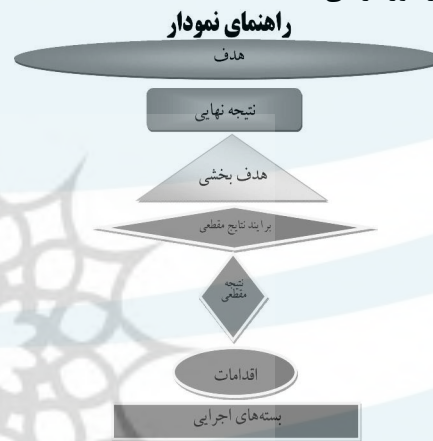 راهنمای نمودار
هدف
نتیجه نهایی
هدف بخشی
برایند نتایج مقطعی
نتیجه
مقطعی
اقدامات
بسته‌های اجرایی